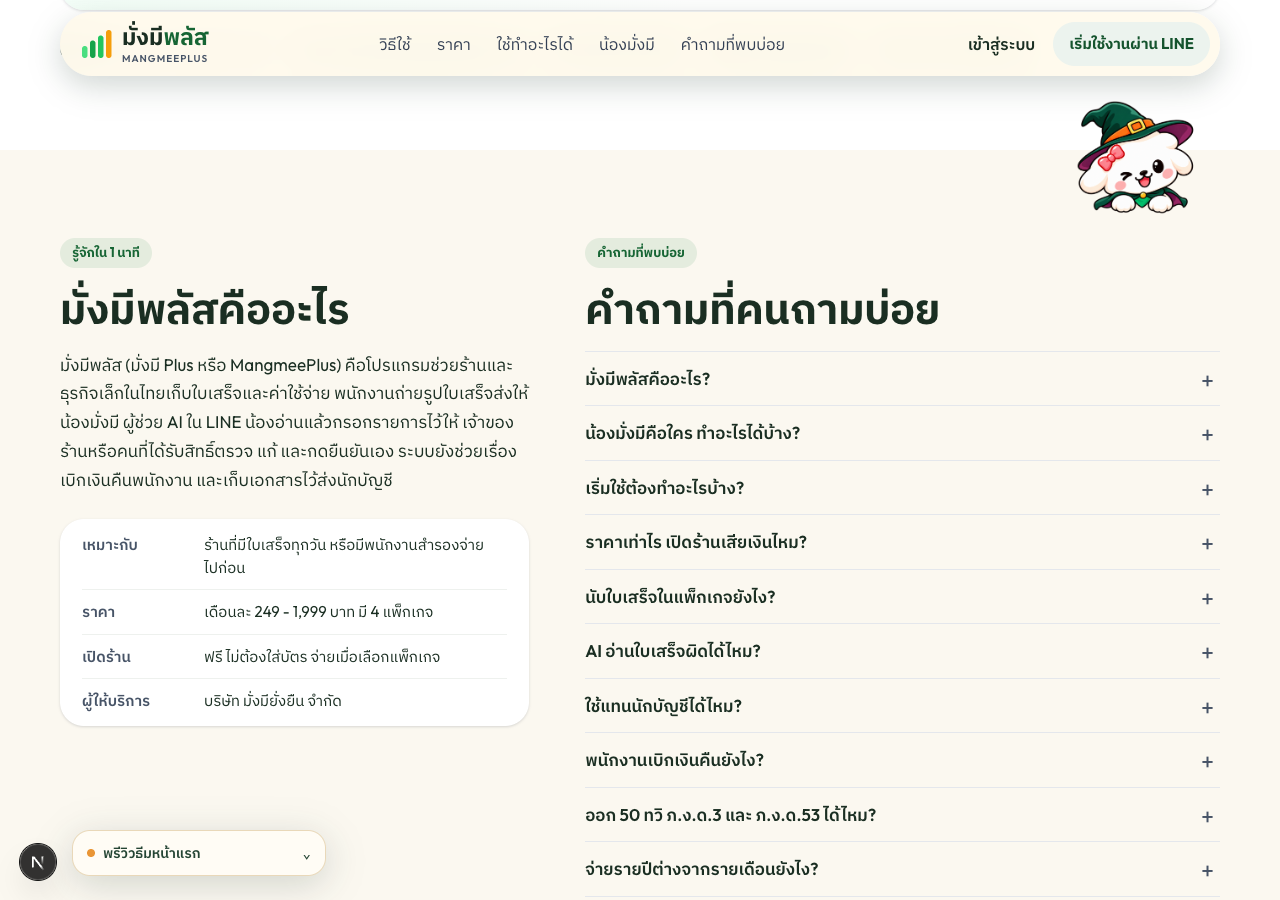 มั่งมีพลัส
MANGMEEPLUS
วิธีใช้
ราคา
ใช้ทำอะไรได้
น้องมั่งมี
คำถามที่พบบ่อย
เข้าสู่ระบบ
เริ่มใช้งานผ่าน LINE
รู้จักใน 1 นาที
มั่งมีพลัสคืออะไร
มั่งมีพลัส (มั่งมี Plus หรือ MangmeePlus) คือโปรแกรมช่วยร้านและ
ธุรกิจเล็กในไทยเก็บใบเสร็จและค่าใช้จ่าย พนักงานถ่ายรูปใบเสร็จส่งให้
น้องมั่งมี ผู้ช่วย AI ใน LINE น้องอ่านแล้วกรอกรายการไว้ให้ เจ้าของ
ร้านหรือคนที่ได้รับสิทธิ์ตรวจ แก้ และกดยืนยันเอง ระบบยังช่วยเรื่อง
เบิกเงินคืนพนักงาน และเก็บเอกสารไว้ส่งนักบัญชี
เหมาะกับ
ร้านที่มีใบเสร็จทุกวัน หรือมีพนักงานสำรองจ่าย
ไปก่อน
ราคา
เดือนละ 249 - 1,999 บาท มี 4 แพ็กเกจ
เปิดร้าน
ฟรี ไม่ต้องใส่บัตร จ่ายเมื่อเลือกแพ็กเกจ
ผู้ให้บริการ
บริษัท มั่งมียั่งยืน จำกัด
คำถามที่พบบ่อย
คำถามที่คนถามบ่อย
มั่งมีพลัสคืออะไร? +
น้องมั่งมีคือใคร ทำอะไรได้บ้าง? +
เริ่มใช้ต้องทำอะไรบ้าง? +
ราคาเท่าไร เปิดร้านเสียเงินไหม? +
นับใบเสร็จในแพ็กเกจยังไง? +
AI อ่านใบเสร็จผิดได้ไหม? +
ใช้แทนนักบัญชีได้ไหม? +
พนักงานเบิกเงินคืนยังไง? +
ออก 50 ทวิ ภ.ง.ด.3 และ ภ.ง.ด.53 ได้ไหม? +
จ่ายรายปีต่างจากรายเดือนยังไง? +
N
พรีวิวธีมหน้าแรก